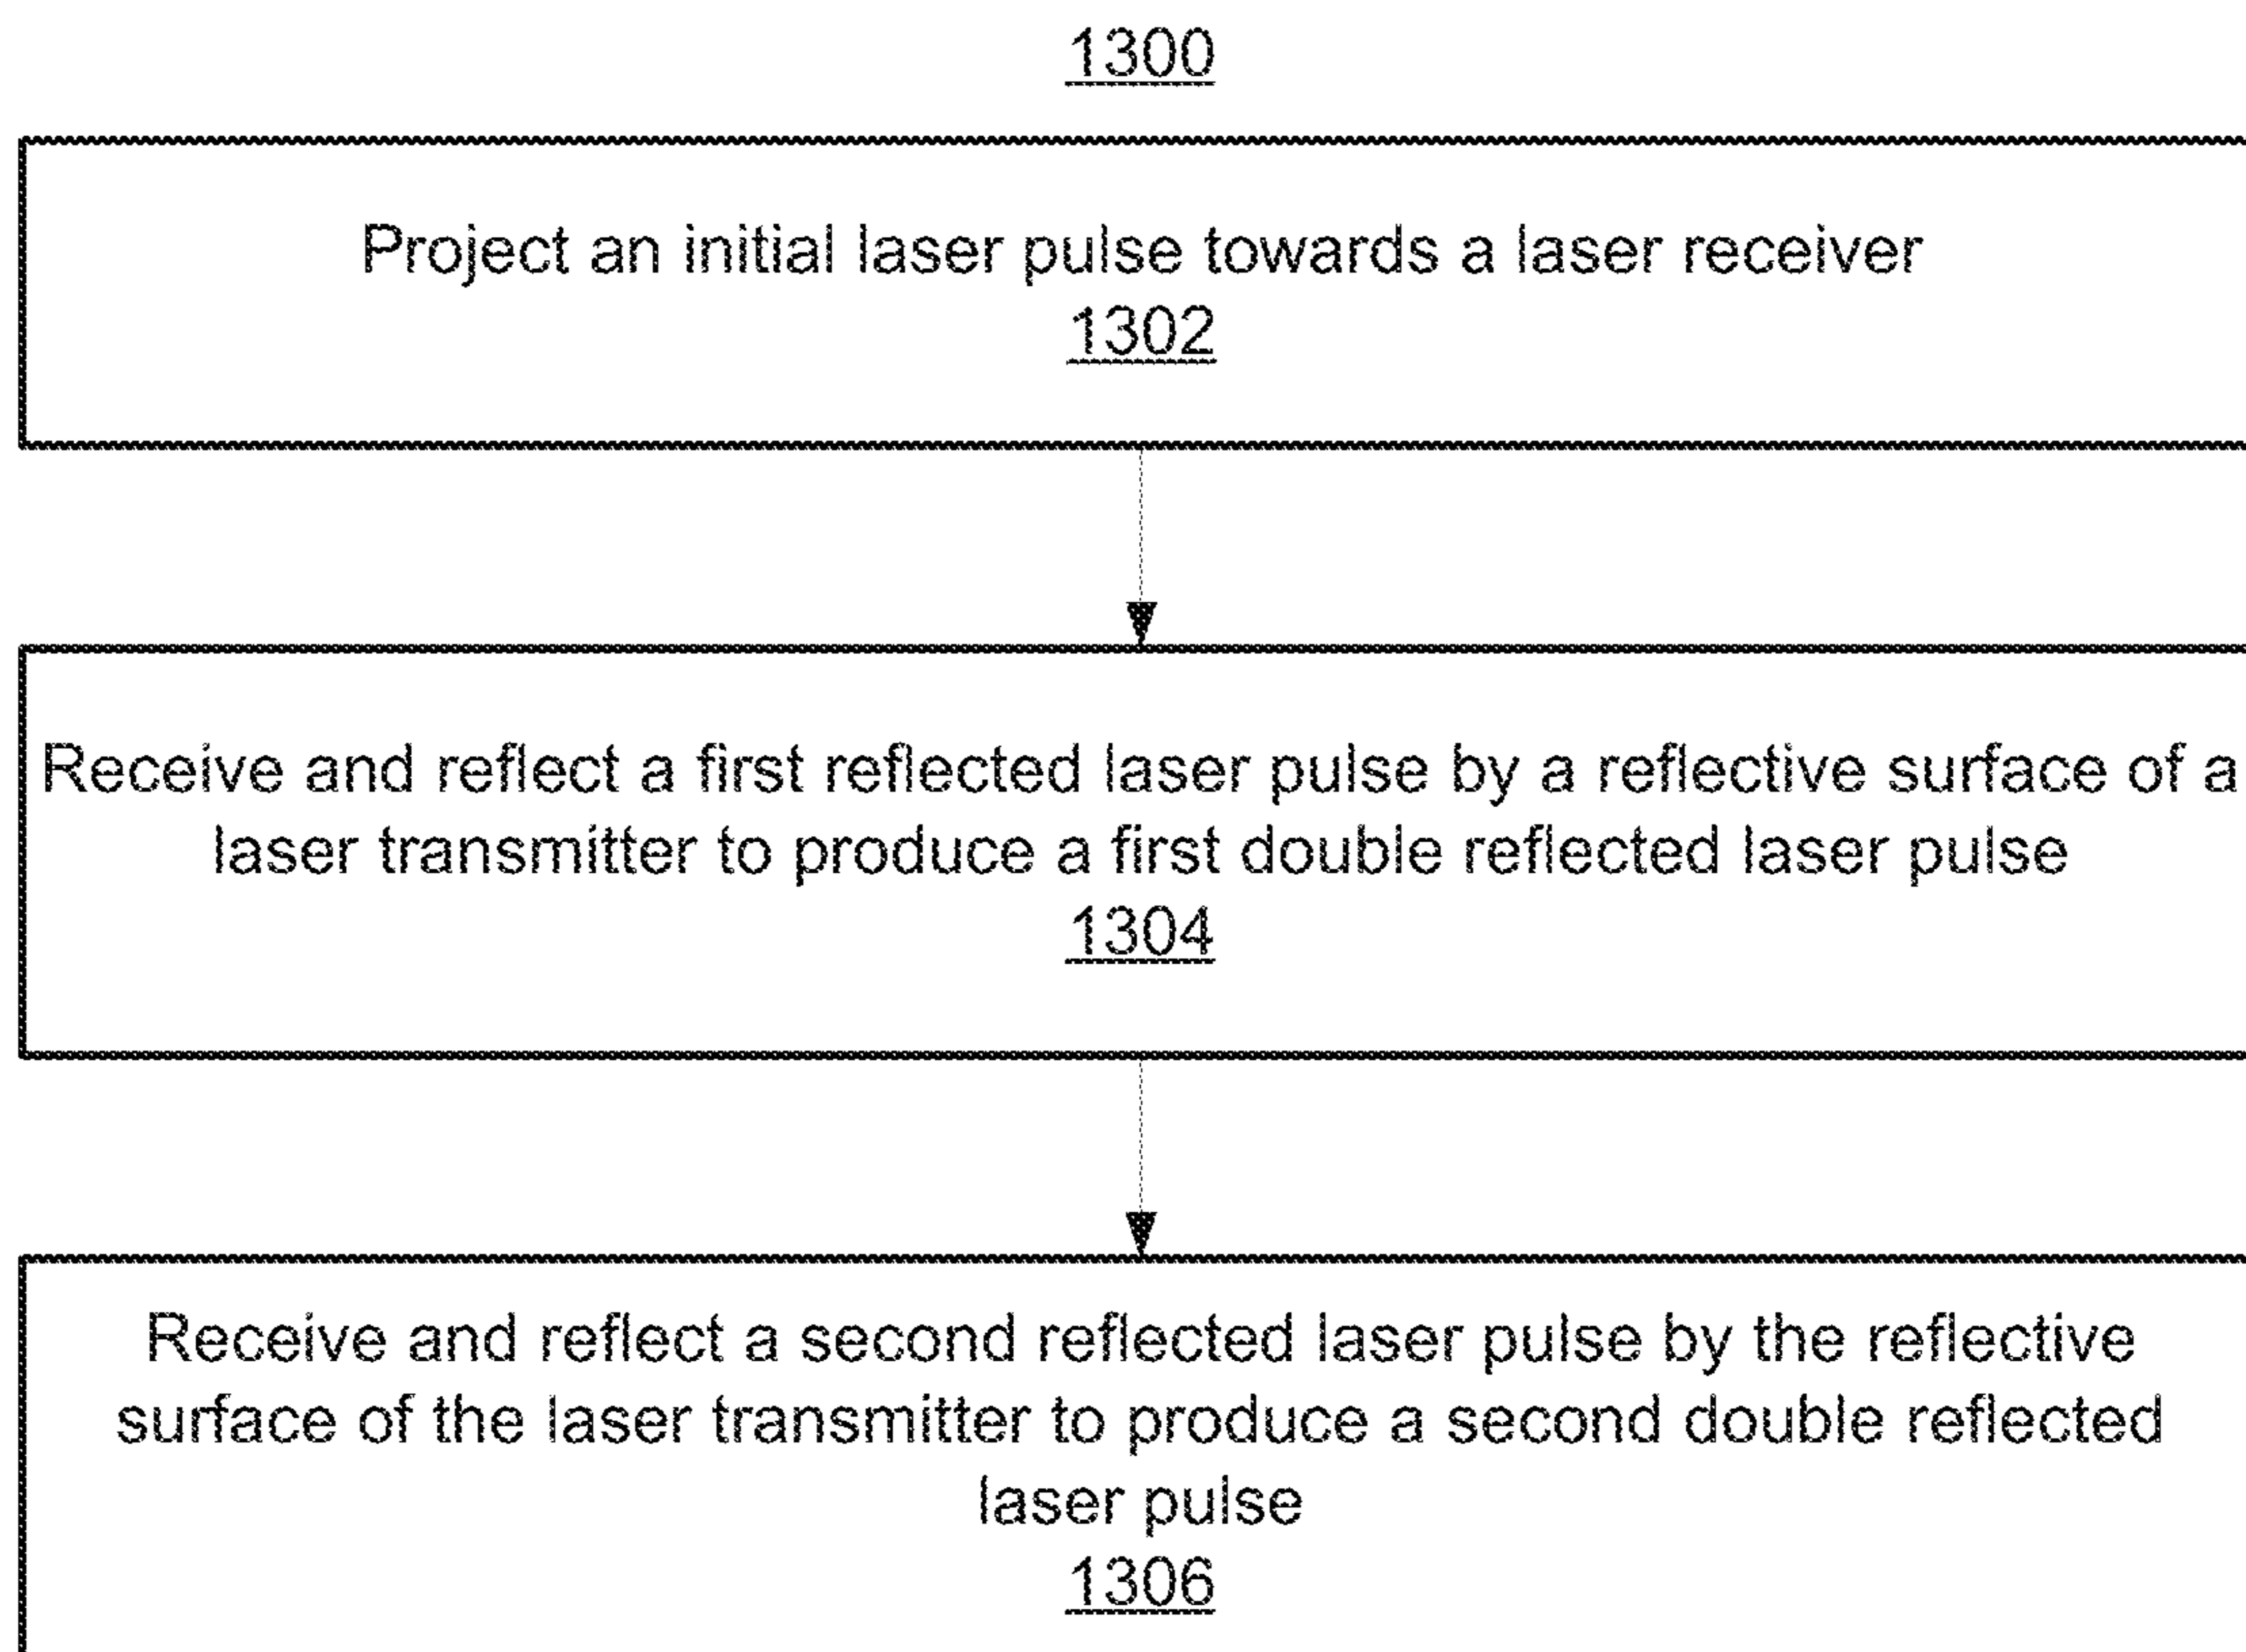 1300
Project an initial laser pulse towards a laser receiver
1302
Receive and reflect a first reflected laser pulse by a reflective surface of a
laser transmitter to produce a first double reflected laser pulse
1304
Receive and reflect a second reflected laser pulse by the reflective
surface of the laser transmitter to produce a second double reflected
laser pulse
1306